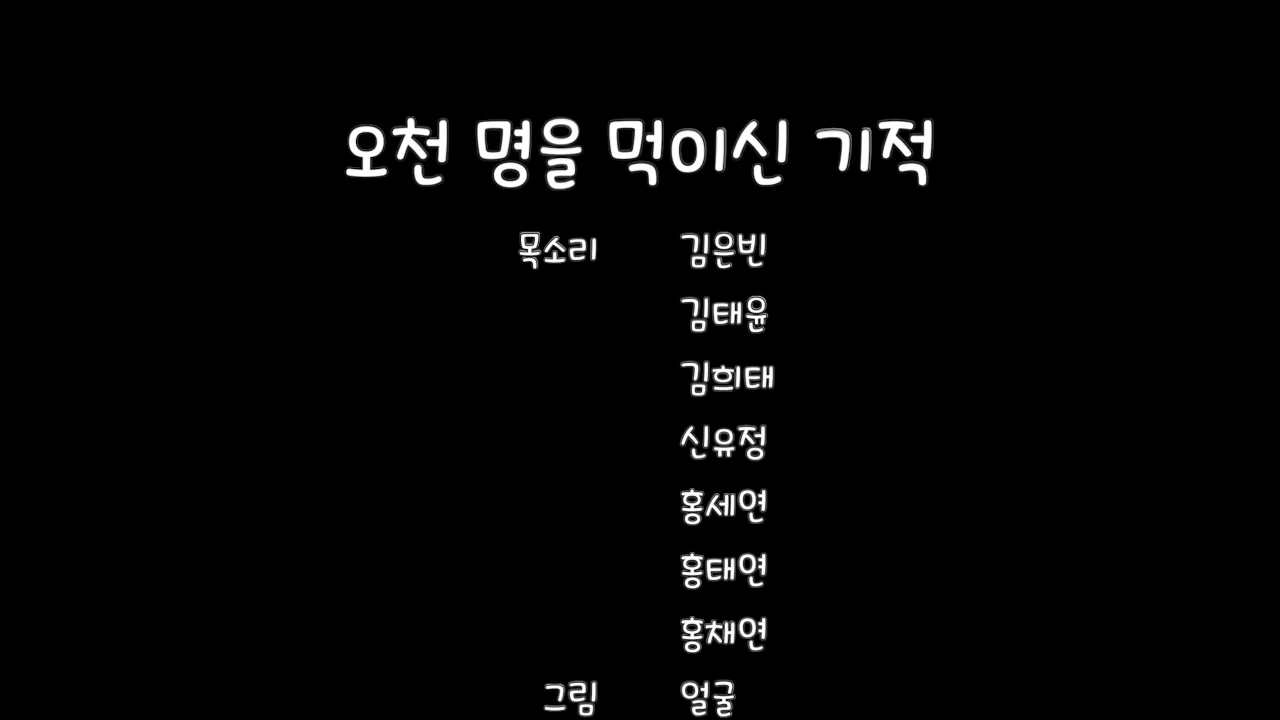 오천 명을 먹이신 기적
목소리 김은빈
김태윤
김희태
신유정
홍세연
홍태연
홍채연
그림 얼굴